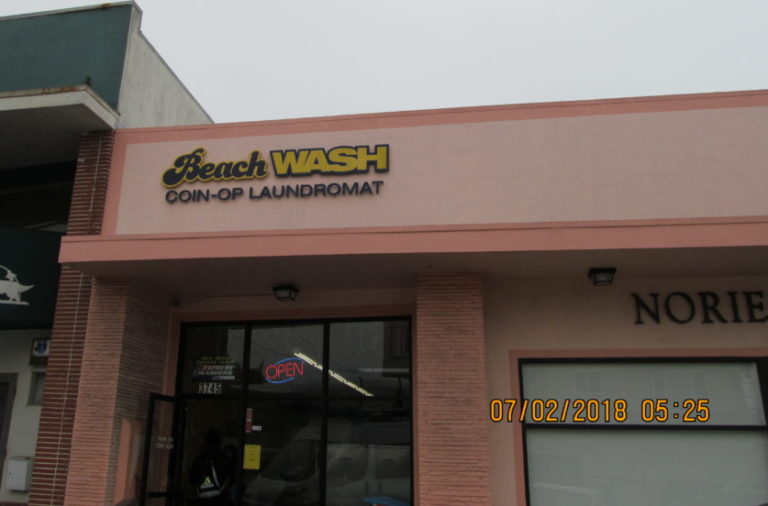 Beach WASH
COIN-OP LAUNDROMAT
NORIE
OPEN
3745
07/02/2018 05:25